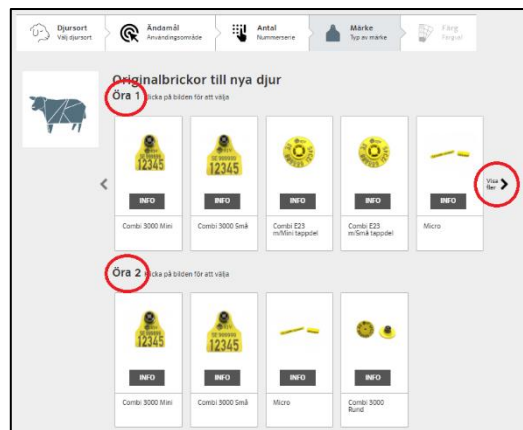 Djursort
Välj djursort
Ändamål
Användningsområde
Antal
Nummerserie
Märke
Typ av märke
Färg
Färgval
Originalbrickor till nya djur
Öra 1 Klicka på bilden för att välja
12345
12345
INFO
INFO
INFO
INFO
INFO
Visa
fler
Combi 3000 Mini
Combi 3000 Små
Combi E23
m/Mini tappdel
Combi E23
m/Små tappdel
Micro
Öra 2 Klicka på bilden för att välja
12345
12345
INFO
INFO
INFO
INFO
Combi 3000 Mini
Combi 3000 Små
Micro
Combi 3000
Rund